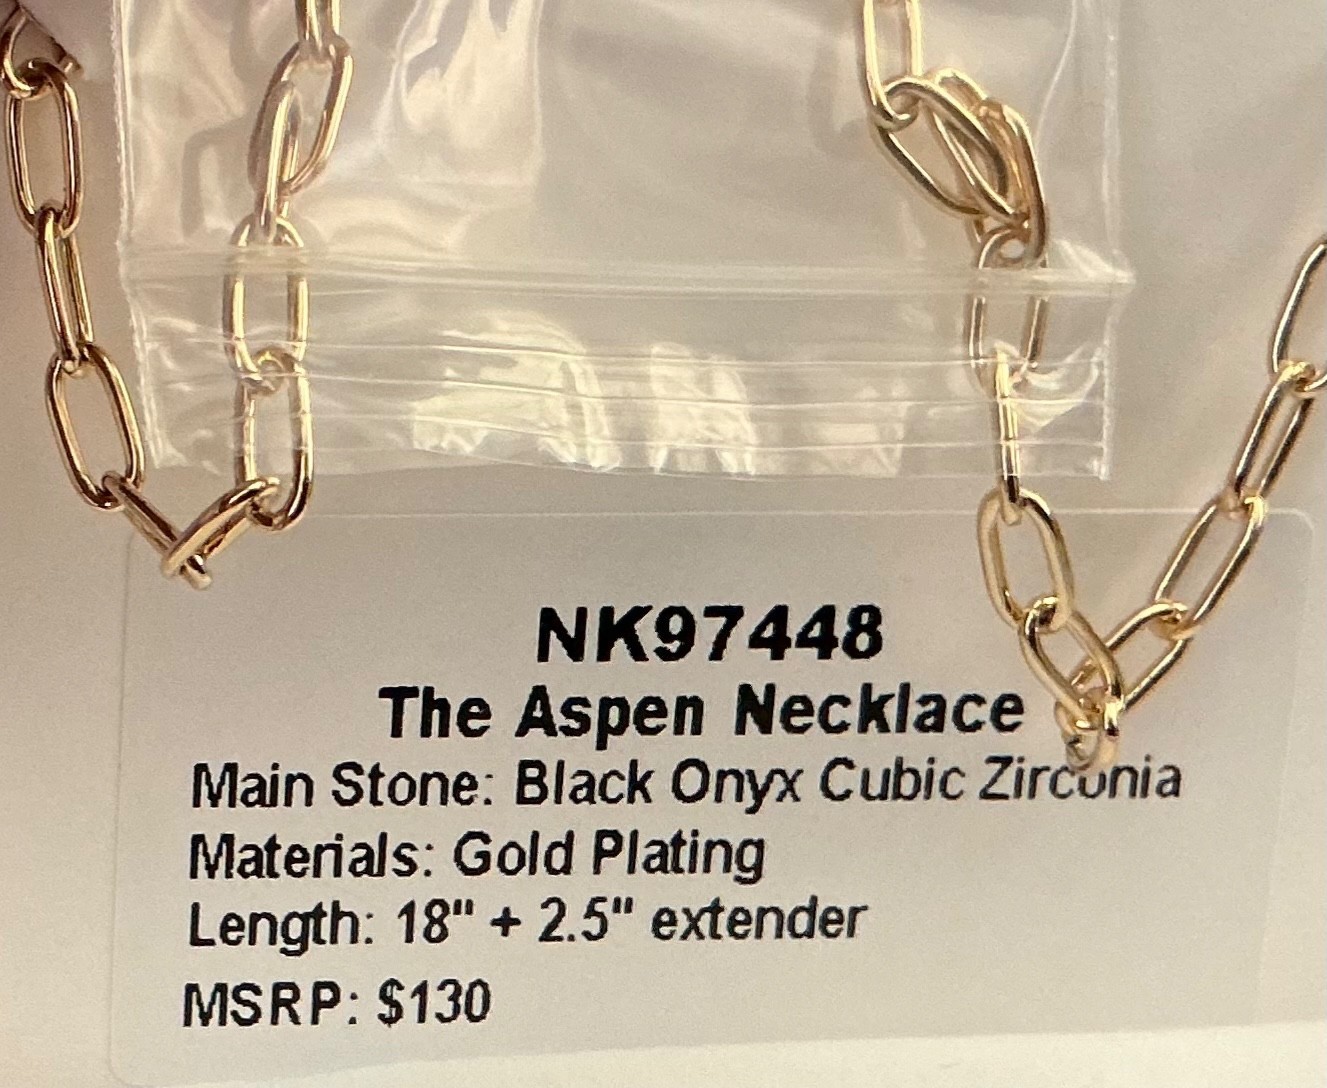 NK97448
The Aspen Necklace
Main Stone: Black Onyx Cubic Zirconia
Materials: Gold Plating
Length: 18" + 2.5" extender
MSRP: $130